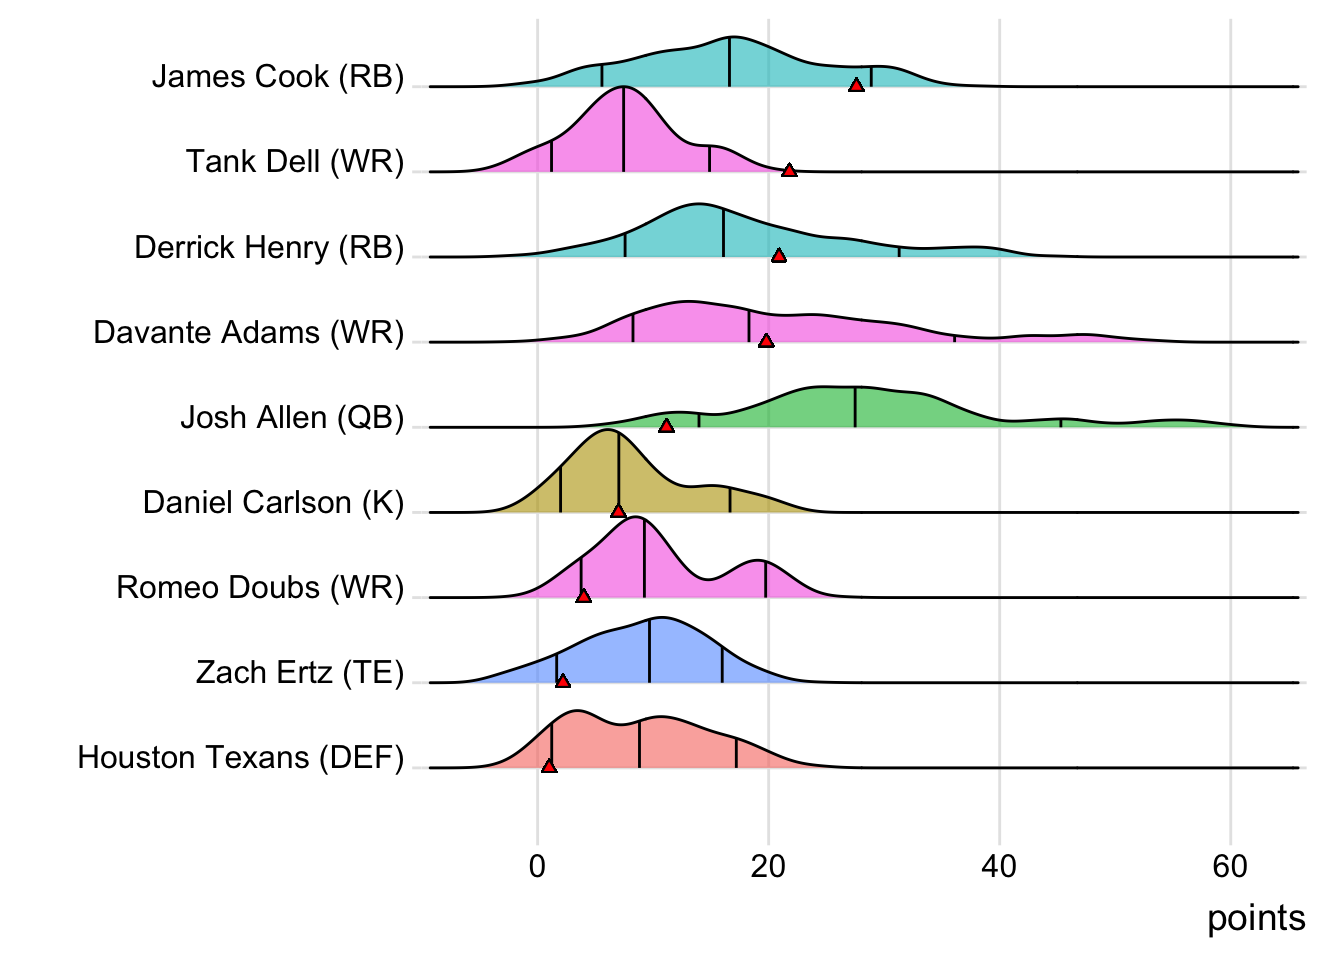 James Cook (RB)
Tank Dell (WR)
Derrick Henry (RB)
Davante Adams (WR)
Josh Allen (QB)
Daniel Carlson (K)
Romeo Doubs (WR)
Zach Ertz (TE)
Houston Texans (DEF)
0 20 40 60
points